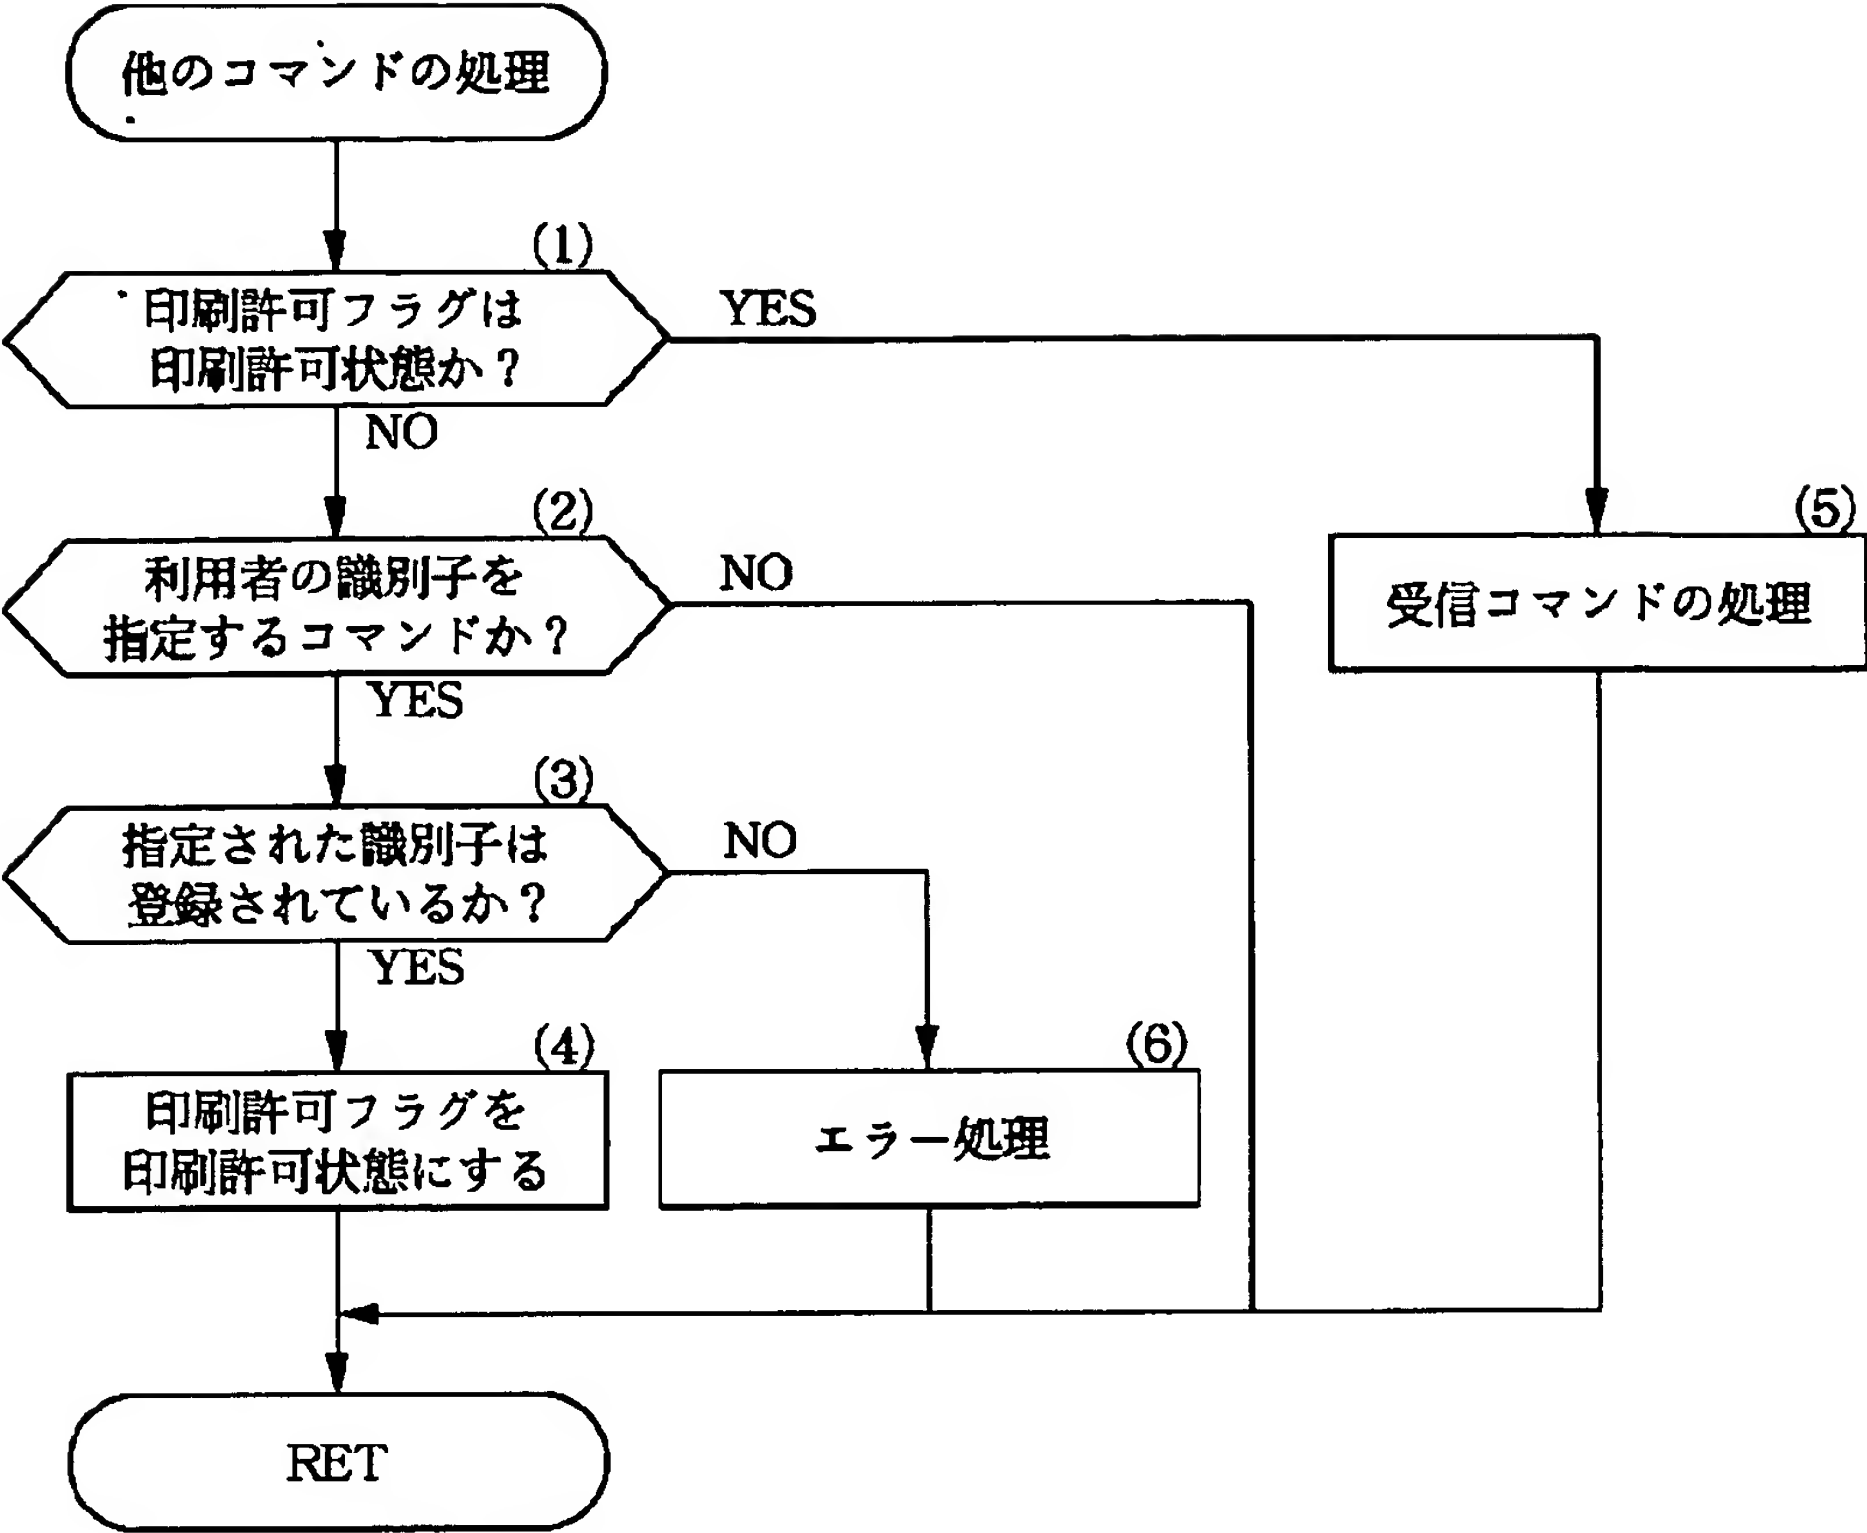 他のコマンドの処理
(1)
印刷許可フラグは
印刷許可状態か？
YES
NO
(2)
利用者の識別子を
指定するコマンドか？
NO
YES
(5)
受信コマンドの処理
(3)
指定された識別子は
登録されているか？
NO
YES
(4)
印刷許可フラグを
印刷許可状態にする
(6)
エラー処理
RET